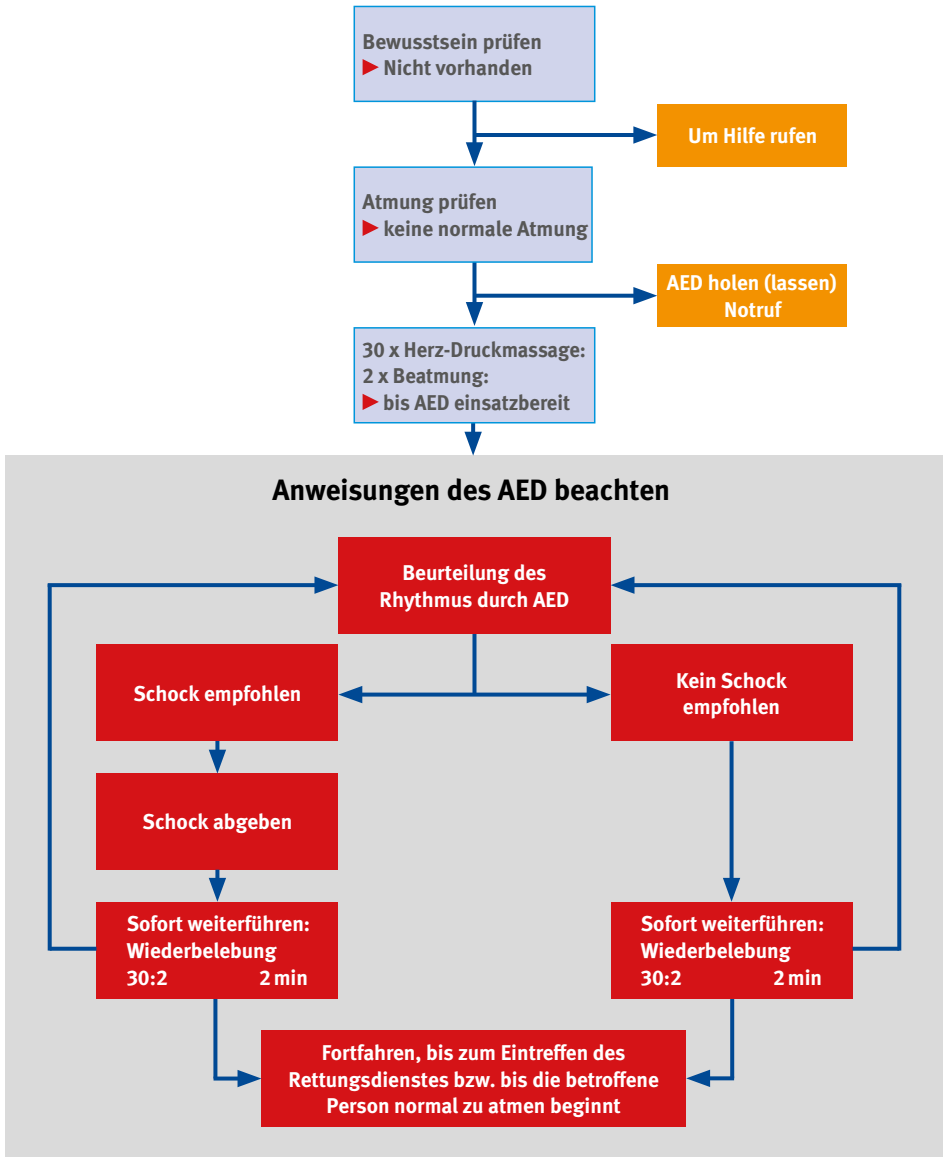 Bewusstsein prüfen
▶ Nicht vorhanden
Um Hilfe rufen
Atmung prüfen
▶ keine normale Atmung
AED holen (lassen)
Notruf
30 x Herz-Druckmassage:
2 x Beatmung:
▶ bis AED einsatzbereit
Anweisungen des AED beachten
Beurteilung des
Rhythmus durch AED
Schock empfohlen
Kein Schock
empfohlen
Schock abgeben
Sofort weiterführen:
Wiederbelebung
30:2 2 min
Sofort weiterführen:
Wiederbelebung
30:2 2 min
Fortfahren, bis zum Eintreffen des
Rettungsdienstes bzw. bis die betroffene
Person normal zu atmen beginnt